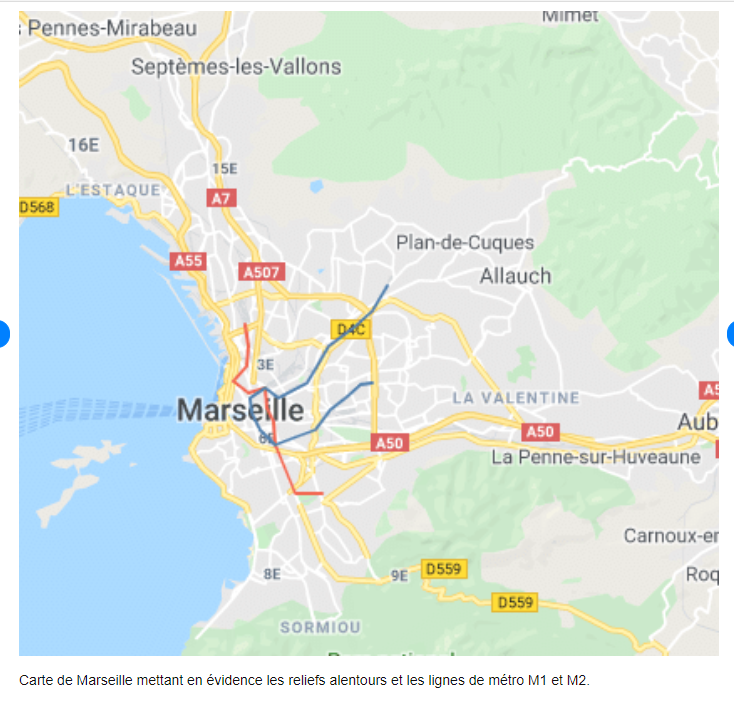 Mimet
Pennes-Mirabeau
Septèmes-les-Vallons
16E
15E
L'ESTAQUE
A7
D568
Plan-de-Cuques
A55
A507
Allauch
D4C
3E
A5
LA VALENTINE
Marseille
Aub
A50
6E
A50
La Penne-sur-Huveaune
Carnoux-er
8E
9E
D559
Roq
D559
SORMIOU
Carte de Marseille mettant en évidence les reliefs alentours et les lignes de métro M1 et M2.